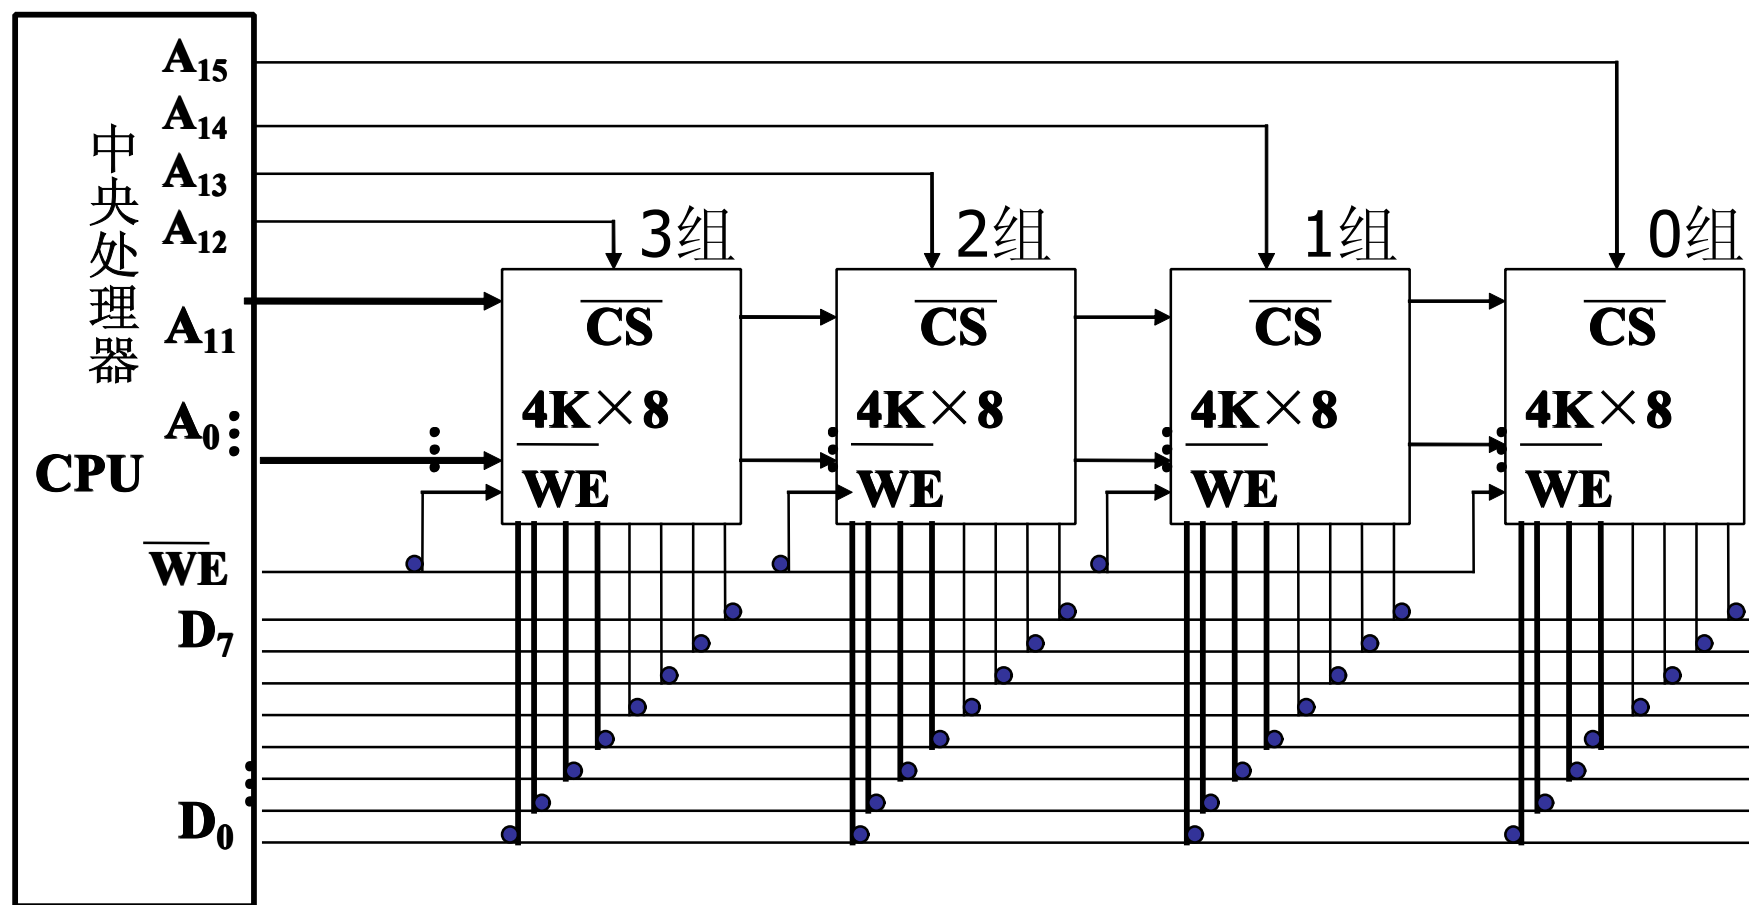 A15
A14
A13
A12
A11
A0
中央处理器
CPU
WE
D7
D0
3组
CS
4K×8
WE
2组
CS
4K×8
WE
1组
CS
4K×8
WE
0组
CS
4K×8
WE